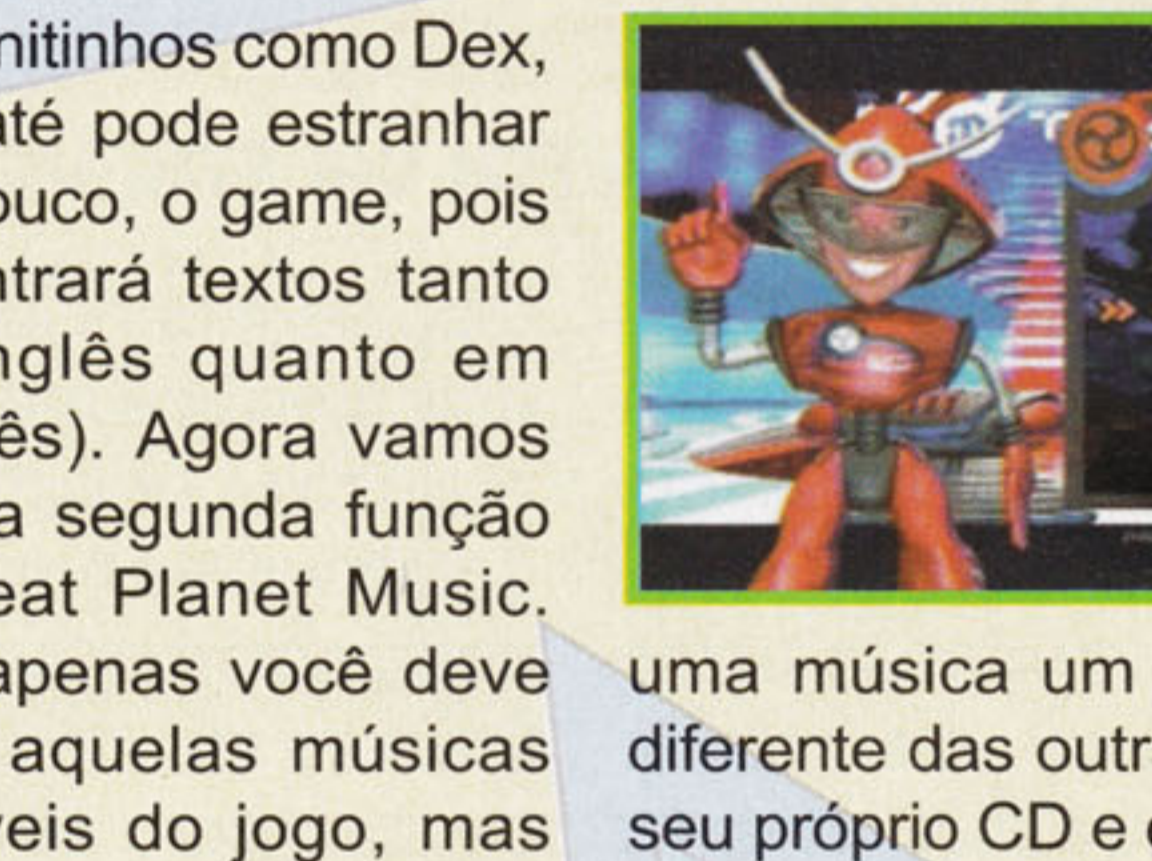 nitinhos como Dex,
até pode estranhar
ouco, o game, pois
ntrará textos tanto
nglês quanto em
ês). Agora vamos
a segunda função
eat Planet Music.
apenas você deve
aquelas músicas
veis do jogo, mas
uma música um
diferente das outr
seu próprio CD e